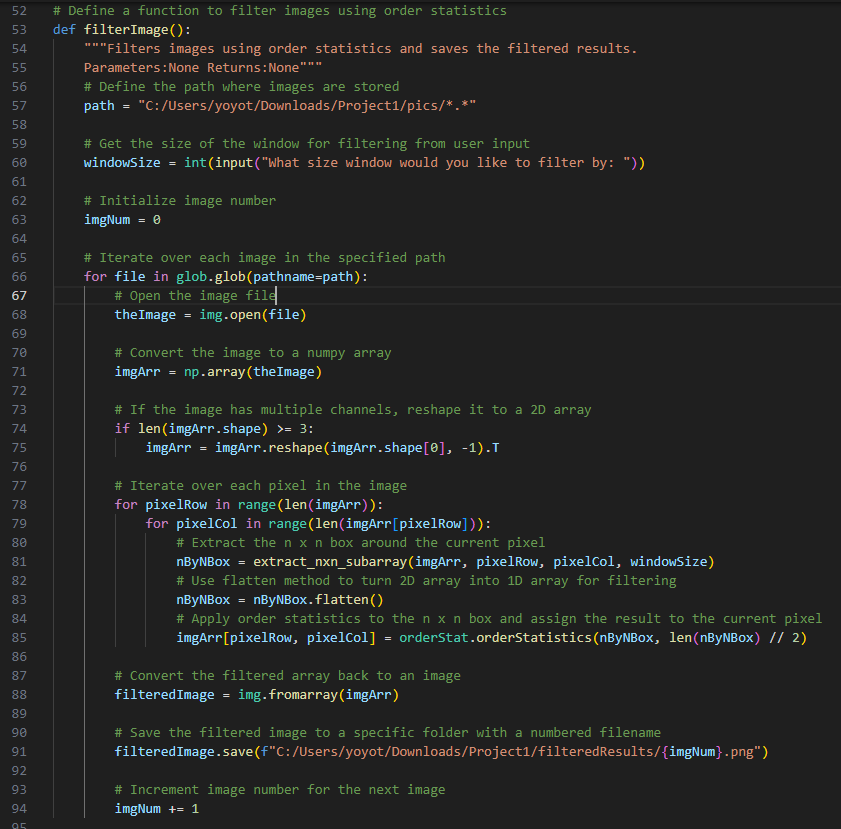 52 # Define a function to filter images using order statistics
53 def filterImage():
54     """Filters images using order statistics and saves the filtered results.
55     Parameters:None Returns:None"""
56     # Define the path where images are stored
57     path = "C:/Users/yoyot/Downloads/Project1/pics/*.*"
58
59     # Get the size of the window for filtering from user input
60     windowSize = int(input("What size window would you like to filter by: "))
61
62     # Initialize image number
63     imgNum = 0
64
65     # Iterate over each image in the specified path
66     for file in glob.glob(pathname=path):
67         # Open the image file
68         theImage = img.open(file)
69
70         # Convert the image to a numpy array
71         imgArr = np.array(theImage)
72
73         # If the image has multiple channels, reshape it to a 2D array
74         if len(imgArr.shape) >= 3:
75             imgArr = imgArr.reshape(imgArr.shape[0], -1).T
76
77         # Iterate over each pixel in the image
78         for pixelRow in range(len(imgArr)):
79             for pixelCol in range(len(imgArr[pixelRow])):
80                 # Extract the n x n box around the current pixel
81                 nByNBox = extract_nxn_subarray(imgArr, pixelRow, pixelCol, windowSize)
82                 # Use flatten method to turn 2D array into 1D array for filtering
83                 nByNBox = nByNBox.flatten()
84                 # Apply order statistics to the n x n box and assign the result to the current pixel
85                 imgArr[pixelRow, pixelCol] = orderStat.orderStatistics(nByNBox, len(nByNBox) // 2)
86
87         # Convert the filtered array back to an image
88         filteredImage = img.fromarray(imgArr)
89
90         # Save the filtered image to a specific folder with a numbered filename
91         filteredImage.save(f"C:/Users/yoyot/Downloads/Project1/filteredResults/{imgNum}.png")
92
93         # Increment image number for the next image
94         imgNum += 1
95